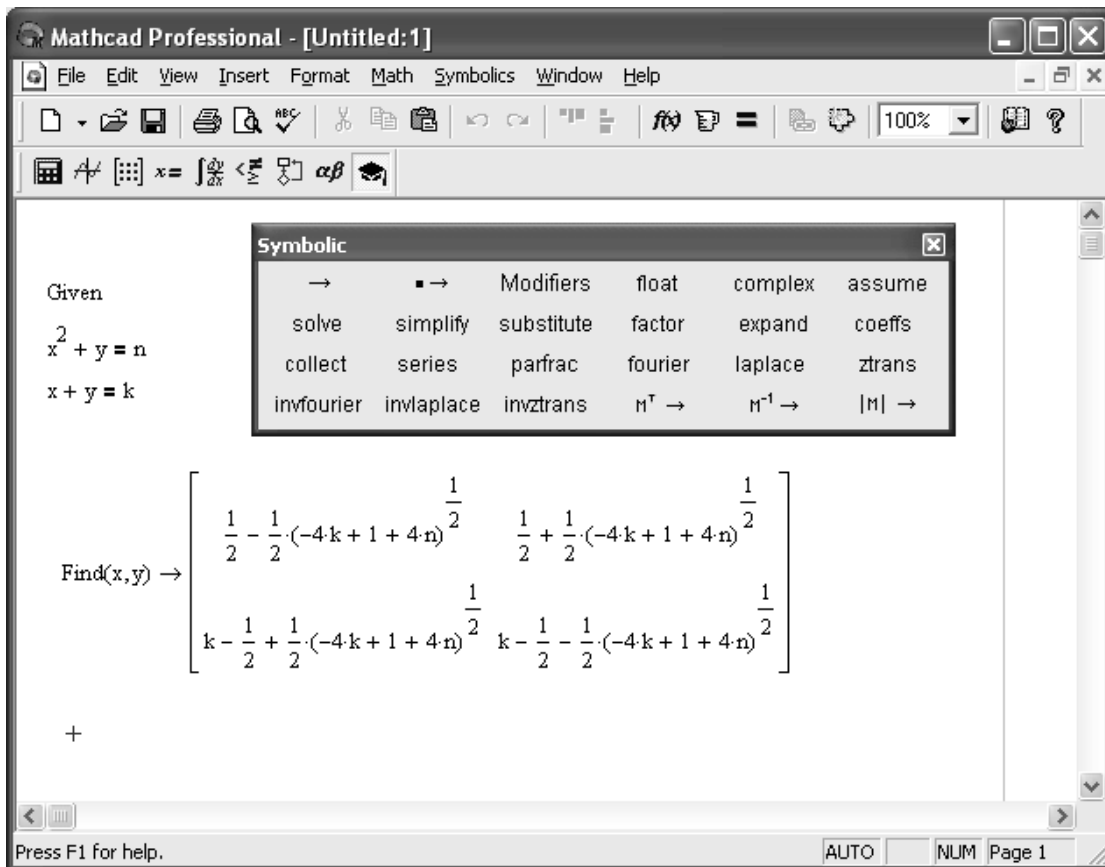 Mathcad Professional - [Untitled:1]
File Edit View Insert Format Math Symbolics Window Help
100%
x= αβ
Symbolic
→ ▪ → Modifiers float complex assume
solve simplify substitute factor expand coeffs
collect series parfrac fourier laplace ztrans
invfourier invlaplace invztrans Mᵀ → M⁻¹ → |M| →
Given
x² + y = n
x + y = k
Find(x,y) → [ 1/2 - 1/2·(-4·k + 1 + 4·n)^(1/2) 1/2 + 1/2·(-4·k + 1 + 4·n)^(1/2)
k - 1/2 + 1/2·(-4·k + 1 + 4·n)^(1/2) k - 1/2 - 1/2·(-4·k + 1 + 4·n)^(1/2) ]
+
Press F1 for help. AUTO NUM Page 1